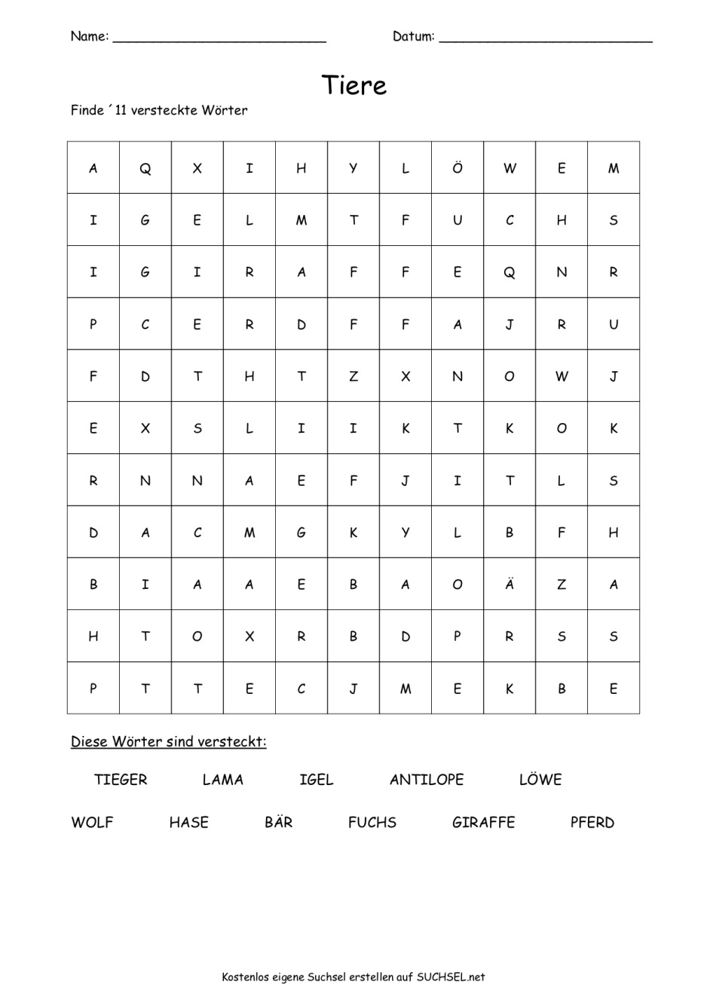 Name: ___________________________ Datum: ___________________________
Tiere
Finde ´11 versteckte Wörter
A Q X I H Y L Ö W E M
I G E L M T F U C H S
I G I R A F F E Q N R
P C E R D F F A J R U
F D T H T Z X N O W J
E X S L I I K T K O K
R N N A E F J I T L S
D A C M G K Y L B F H
B I A A E B A O Ä Z A
H T O X R B D P R S S
P T T E C J M E K B E
Diese Wörter sind versteckt:
TIEGER LAMA IGEL ANTILOPE LÖWE
WOLF HASE BÄR FUCHS GIRAFFE PFERD
Kostenlos eigene Suchsel erstellen auf SUCHSEL.net